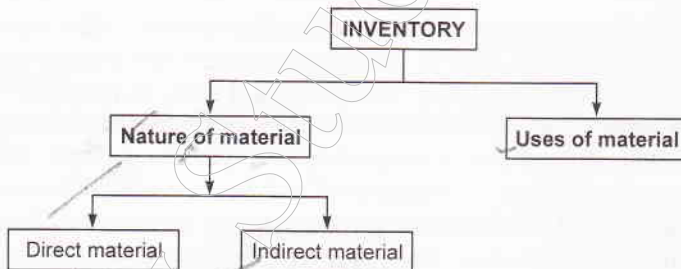 INVENTORY
Nature of material
Uses of material
Direct material
Indirect material